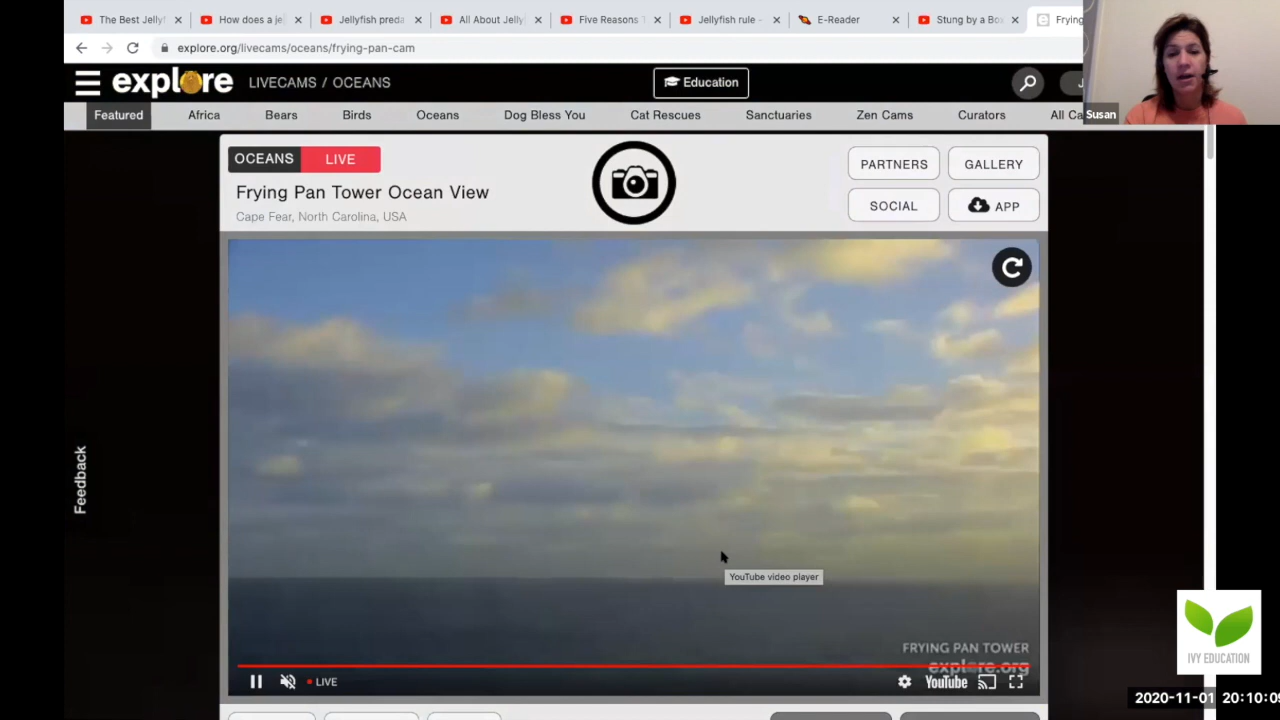 The Best Jelly
How does a je
Jellyfish preda
All About Jelly
Five Reasons
Jellyfish rule -
E-Reader
Stung by a Bo
Frying
explore.org/livecams/oceans/frying-pan-cam
explore LIVECAMS / OCEANS
Education
Susan
Featured Africa Bears Birds Oceans Dog Bless You Cat Rescues Sanctuaries Zen Cams Curators All Ca
OCEANS LIVE
PARTNERS GALLERY
Frying Pan Tower Ocean View
SOCIAL APP
Cape Fear, North Carolina, USA
Feedback
YouTube video player
FRYING PAN TOWER
explore.org
LIVE
YouTube
IVY EDUCATION
2020-11-01 20:10:09